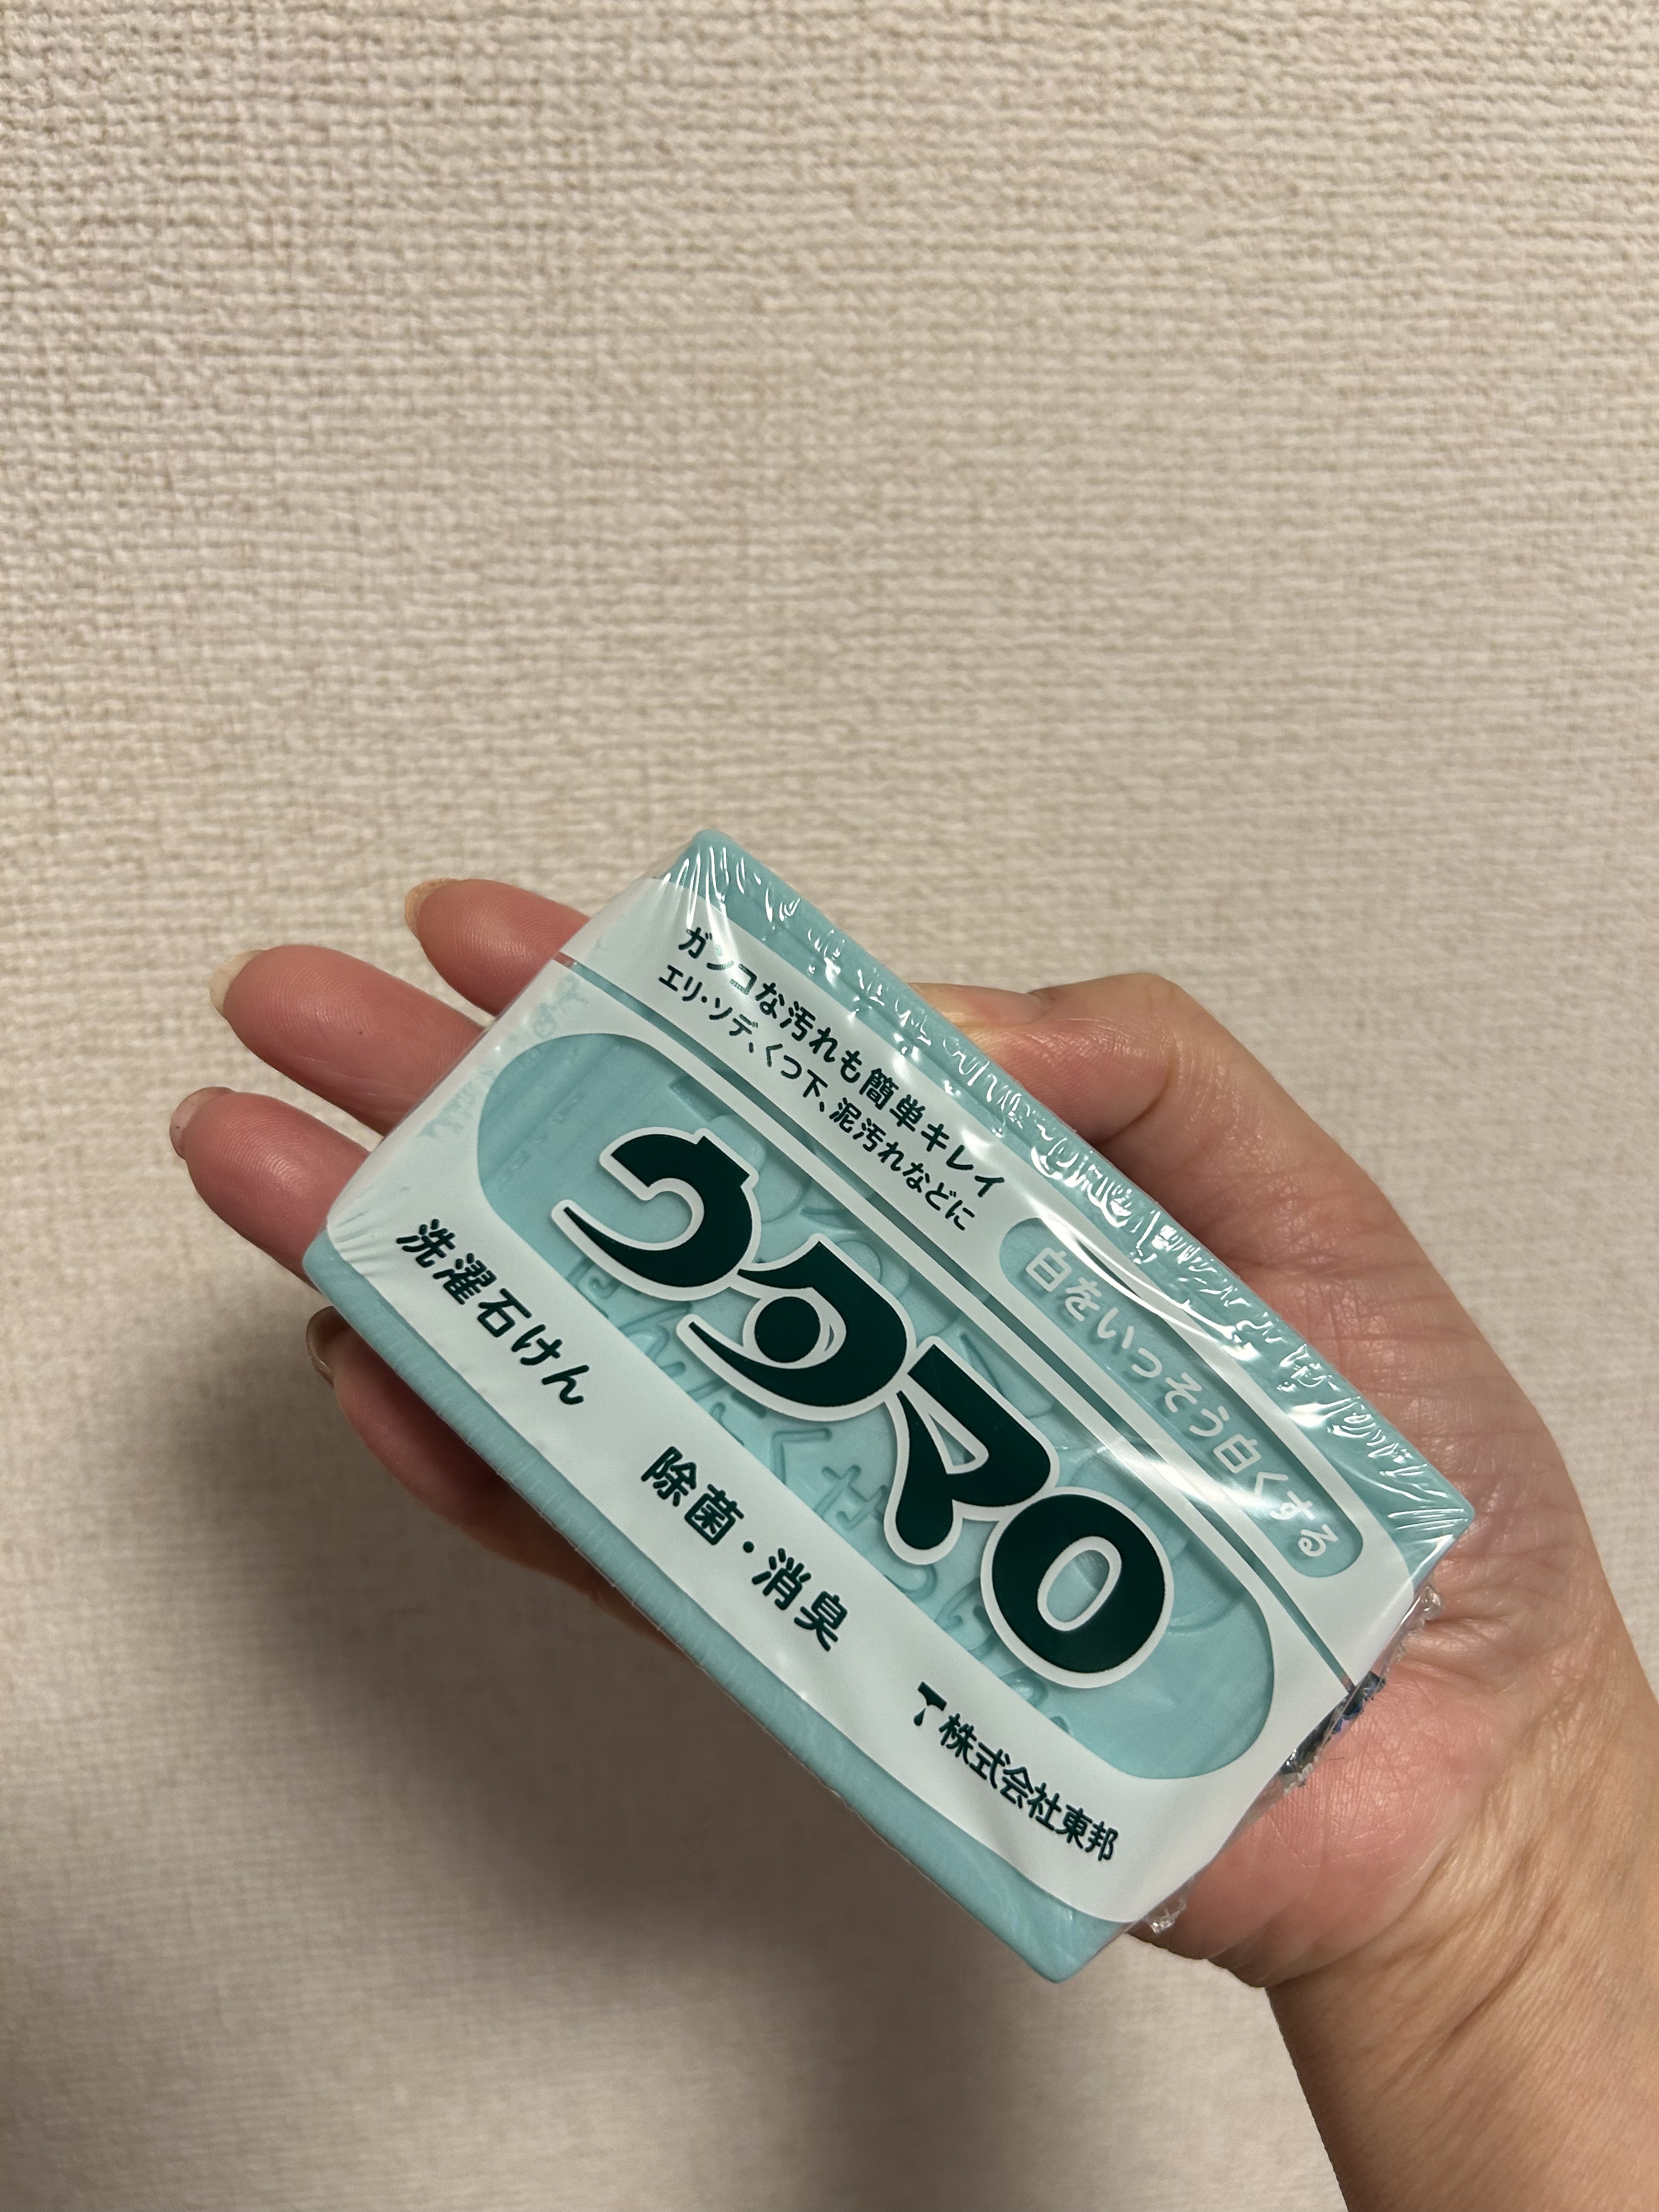 ガンコな汚れも簡単キレイ
エリ・ソデ、くつ下、泥汚れなどに
白をいっそう白くする
ウタマロ
洗濯石けん 除菌・消臭 株式会社東邦